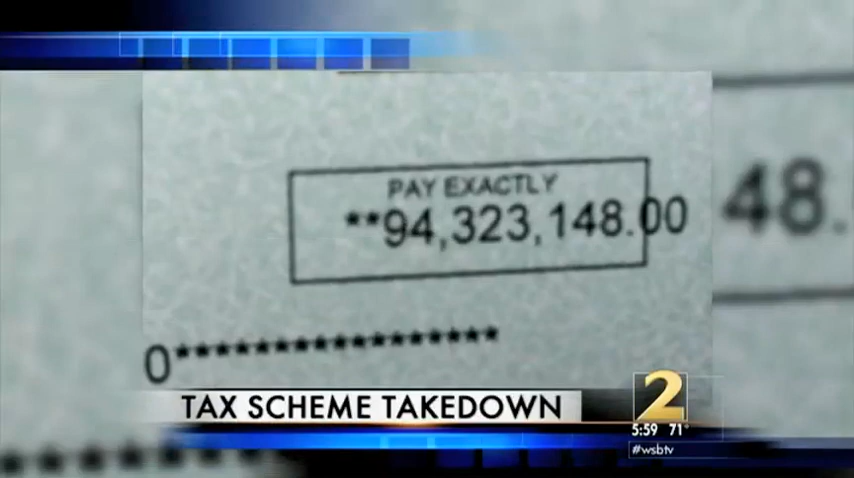 PAY EXACTLY
**94,323,148.00
48.
0*****************
TAX SCHEME TAKEDOWN
2
5:59 71°
#wsbtv